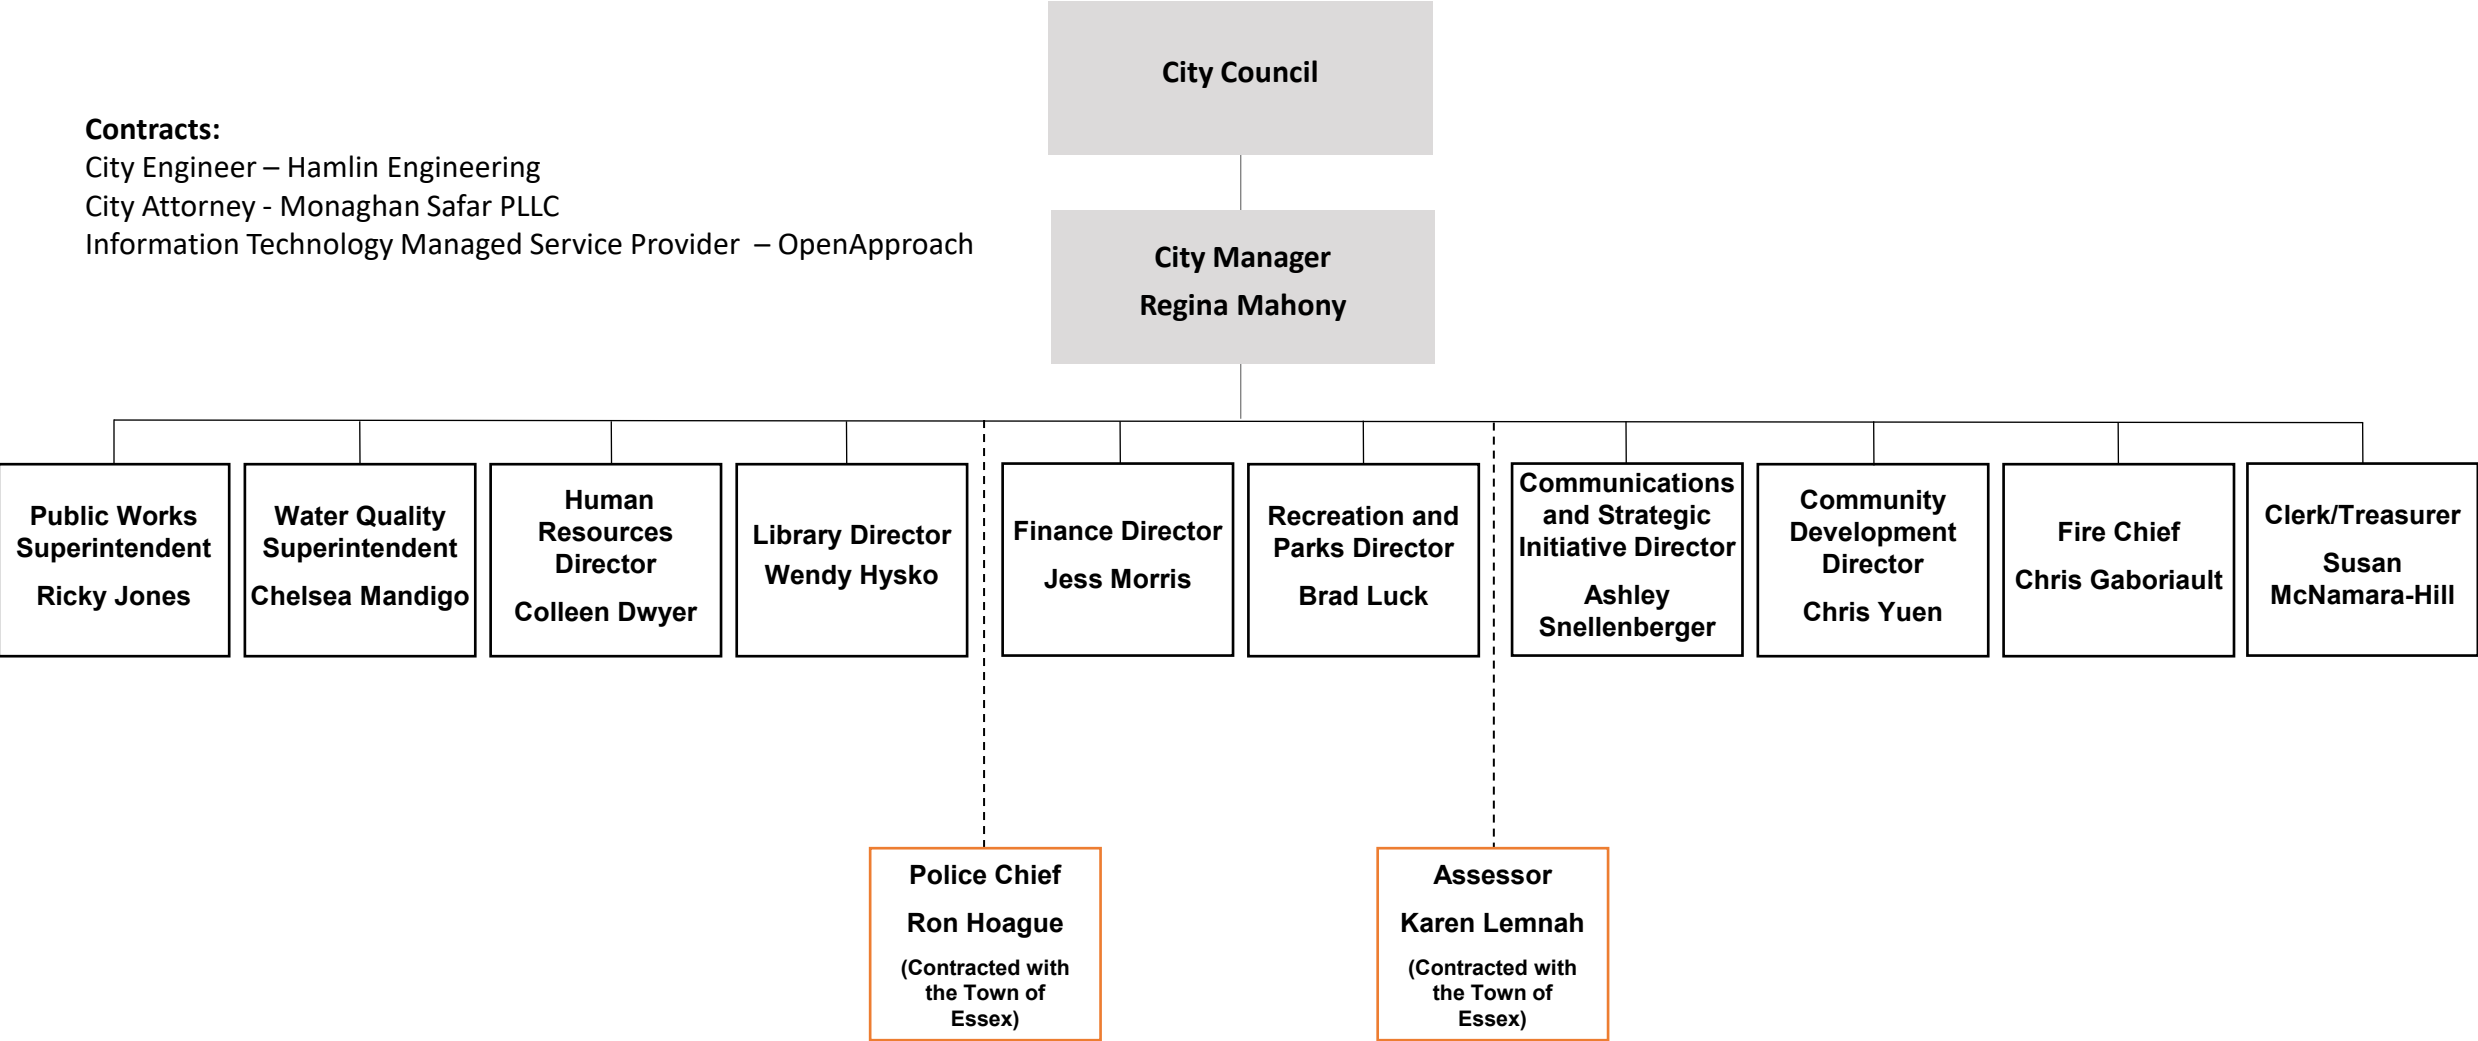 City Council
Contracts:
City Engineer – Hamlin Engineering
City Attorney - Monaghan Safar PLLC
Information Technology Managed Service Provider  – OpenApproach
City Manager
Regina Mahony
Public Works
Superintendent
Ricky Jones
Water Quality
Superintendent
Chelsea Mandigo
Human
Resources
Director
Colleen Dwyer
Library Director
Wendy Hysko
Finance Director
Jess Morris
Recreation and
Parks Director
Brad Luck
Communications
and Strategic
Initiative Director
Ashley
Snellenberger
Community
Development
Director
Chris Yuen
Fire Chief
Chris Gaboriault
Clerk/Treasurer
Susan
McNamara-Hill
Police Chief
Ron Hoague
(Contracted with
the Town of
Essex)
Assessor
Karen Lemnah
(Contracted with
the Town of
Essex)